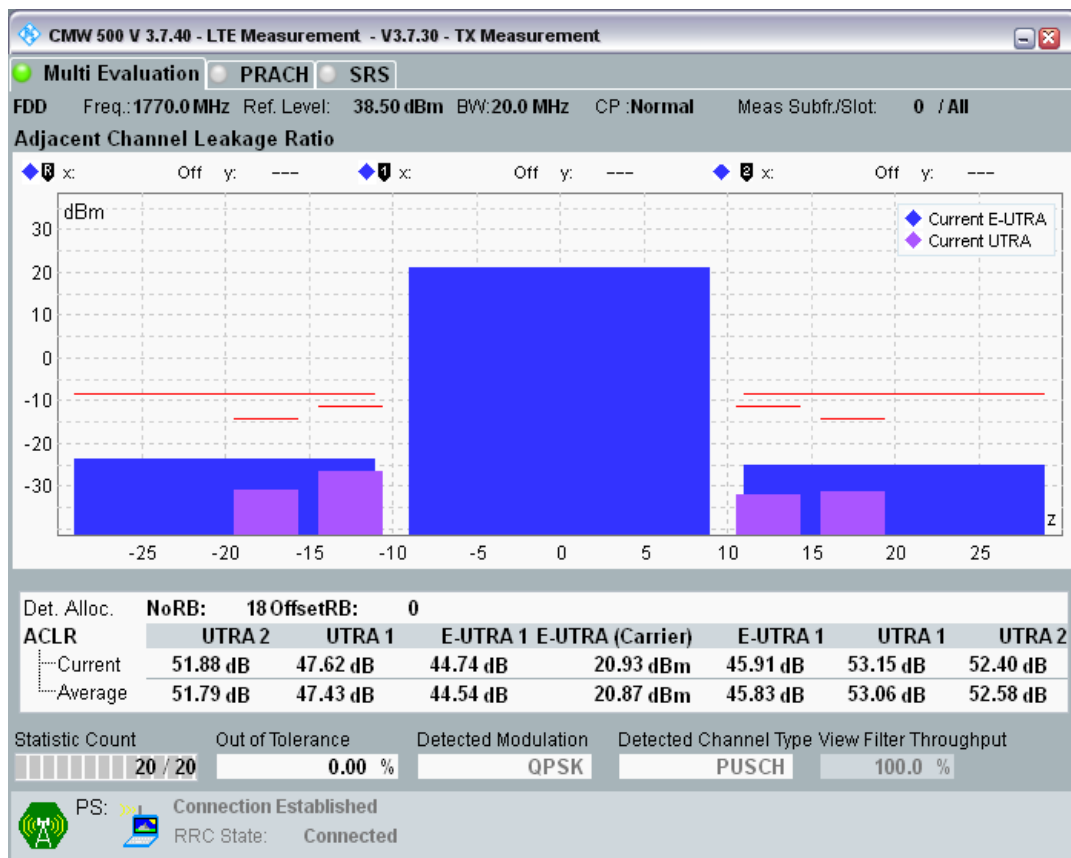 CMW 500 V 3.7.40 - LTE Measurement - V3.7.30 - TX Measurement
Multi Evaluation PRACH SRS
FDD Freq.:1770.0 MHz Ref. Level: 38.50 dBm BW:20.0 MHz CP :Normal Meas Subfr./Slot: 0 / All
Adjacent Channel Leakage Ratio
R x: Off y: --- 1 x: Off y: --- 2 x: Off y: ---
dBm
Current E-UTRA
Current UTRA
30
20
10
0
-10
-20
-30
z
-25 -20 -15 -10 -5 0 5 10 15 20 25
Det. Alloc. NoRB: 18 OffsetRB: 0
ACLR UTRA 2 UTRA 1 E-UTRA 1 E-UTRA (Carrier) E-UTRA 1 UTRA 1 UTRA 2
Current 51.88 dB 47.62 dB 44.74 dB 20.93 dBm 45.91 dB 53.15 dB 52.40 dB
Average 51.79 dB 47.43 dB 44.54 dB 20.87 dBm 45.83 dB 53.06 dB 52.58 dB
Statistic Count Out of Tolerance Detected Modulation Detected Channel Type View Filter Throughput
20 / 20 0.00 % QPSK PUSCH 100.0 %
PS: Connection Established
RRC State: Connected